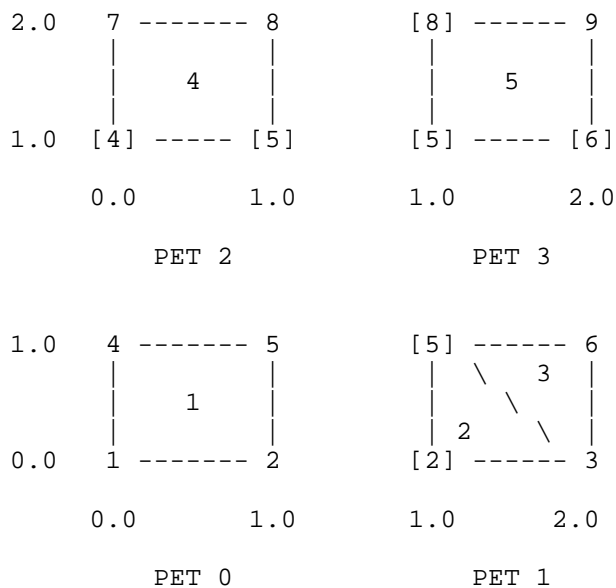 2.0 7 ------- 8 [8] ------ 9
| | | |
| 4 | | 5 |
| | | |
1.0 [4] ----- [5] [5] ----- [6]
0.0 1.0 1.0 2.0
PET 2 PET 3
1.0 4 ------- 5 [5] ------ 6
| | | \ 3 |
| 1 | | \ |
| | | 2 \ |
0.0 1 ------- 2 [2] ------ 3
0.0 1.0 1.0 2.0
PET 0 PET 1